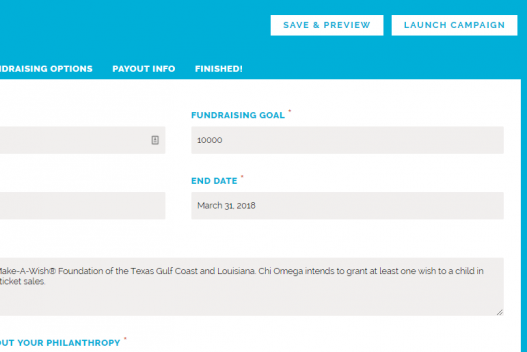 SAVE & PREVIEW LAUNCH CAMPAIGN
OPTIONS PAYOUT INFO FINISHED!
FUNDRAISING GOAL *
10000
END DATE *
March 31, 2018
Make-A-Wish® Foundation of the Texas Gulf Coast and Louisiana. Chi Omega intends to grant at least one wish to a child in
ticket sales.
YOUR PHILANTHROPY *